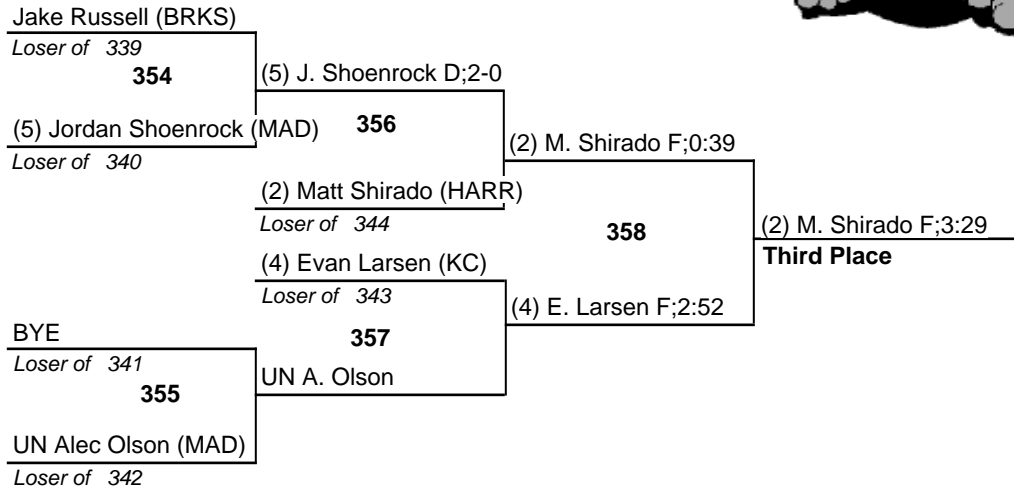 Jake Russell (BRKS)
Loser of 339
354
(5) J. Shoenrock D;2-0
(5) Jordan Shoenrock (MAD)
356
Loser of 340
(2) M. Shirado F;0:39
(2) Matt Shirado (HARR)
Loser of 344
358
(2) M. Shirado F;3:29
Third Place
(4) Evan Larsen (KC)
Loser of 343
(4) E. Larsen F;2:52
BYE
357
Loser of 341
355
UN A. Olson
UN Alec Olson (MAD)
Loser of 342